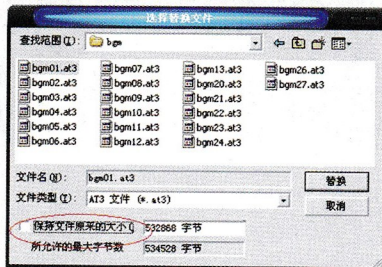 选择替换文件
查找范围(I): bgm
bgm01.at3 bgm07.at3 bgm13.at3 bgm26.at3
bgm02.at3 bgm08.at3 bgm20.at3 bgm27.at3
bgm03.at3 bgm09.at3 bgm21.at3
bgm04.at3 bgm10.at3 bgm22.at3
bgm05.at3 bgm11.at3 bgm23.at3
bgm06.at3 bgm12.at3 bgm24.at3
文件名(N): bgm01.at3 替换
文件类型(T): AT3 文件 (*.at3) 取消
保持文件原来的大小( 532868 字节
所允许的最大字节数 534528 字节